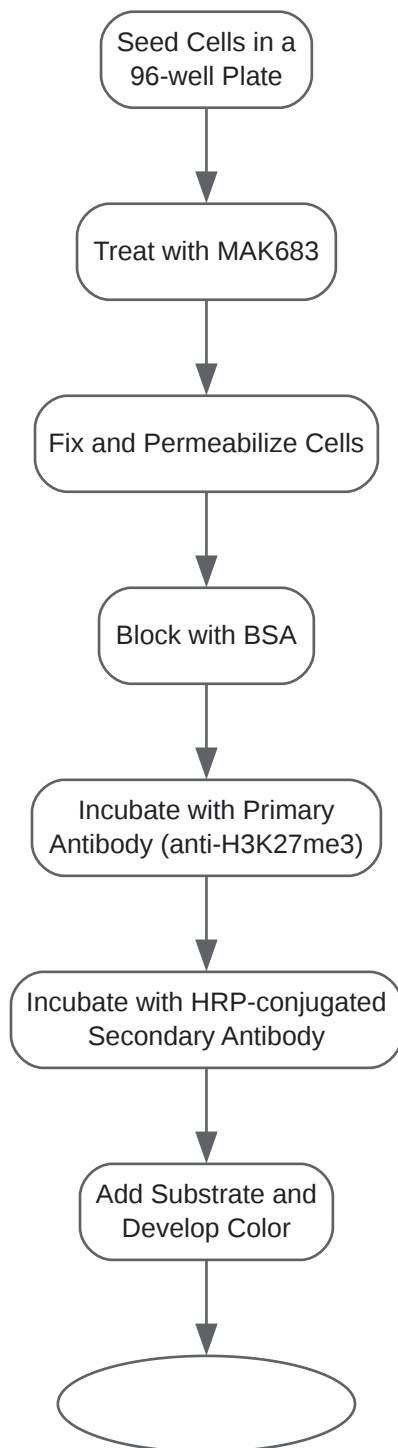 Seed Cells in a
96-well Plate
Treat with MAK683
Fix and Permeabilize Cells
Block with BSA
Incubate with Primary
Antibody (anti-H3K27me3)
Incubate with HRP-conjugated
Secondary Antibody
Add Substrate and
Develop Color